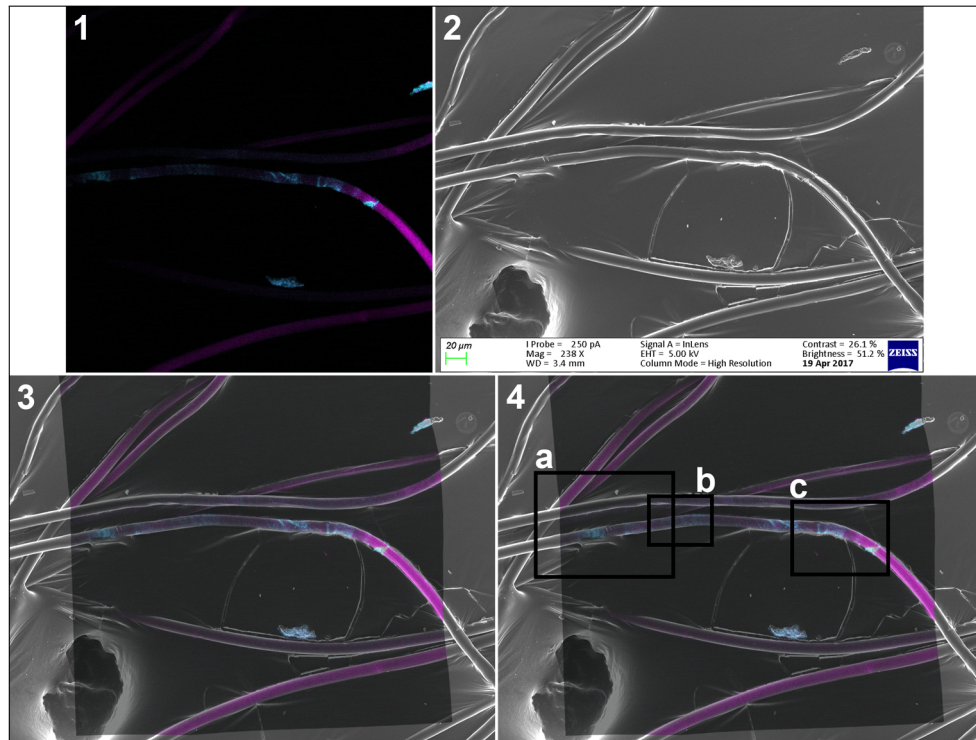 1
2
20 µm
I Probe = 250 pA
Mag = 238 X
WD = 3.4 mm
Signal A = InLens
EHT = 5.00 kV
Column Mode = High Resolution
Contrast = 26.1 %
Brightness = 51.2 %
19 Apr 2017
ZEISS
3
4
a
b
c